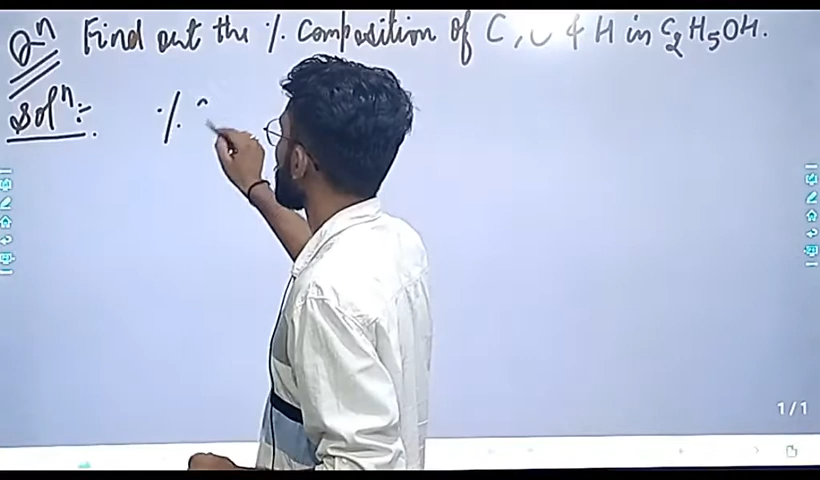 Qⁿ Find out the % Composition of C, O & H in C₂H₅OH.
Solⁿ:- %
1/1